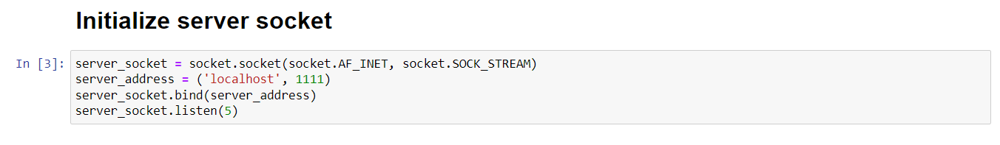 Initialize server socket
In [3]: server_socket = socket.socket(socket.AF_INET, socket.SOCK_STREAM)
server_address = ('localhost', 1111)
server_socket.bind(server_address)
server_socket.listen(5)